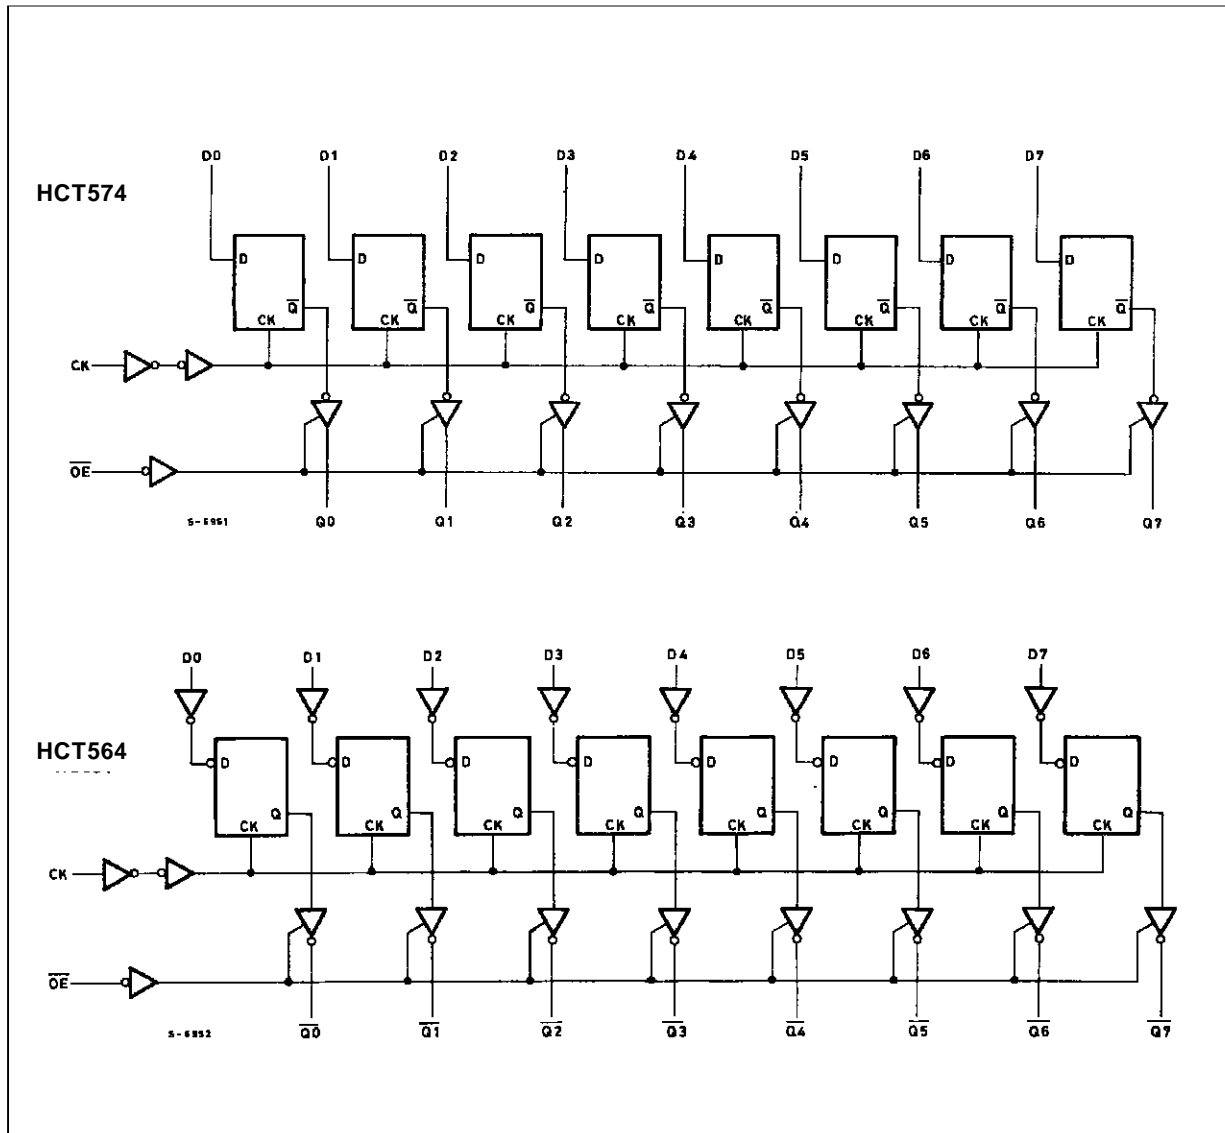 D0 D1 D2 D3 D4 D5 D6 D7
HCT574
D D D D D D D D
Q̅ Q̅ Q̅ Q̅ Q̅ Q̅ Q̅ Q̅
CK CK CK CK CK CK CK CK
CK
O̅E̅
S-6951
Q0 Q1 Q2 Q3 Q4 Q5 Q6 Q7
D0 D1 D2 D3 D4 D5 D6 D7
HCT564
D D D D D D D D
Q Q Q Q Q Q Q Q
CK CK CK CK CK CK CK CK
CK
O̅E̅
S-6952
Q̅0̅ Q̅1̅ Q̅2̅ Q̅3̅ Q̅4̅ Q̅5̅ Q̅6̅ Q̅7̅